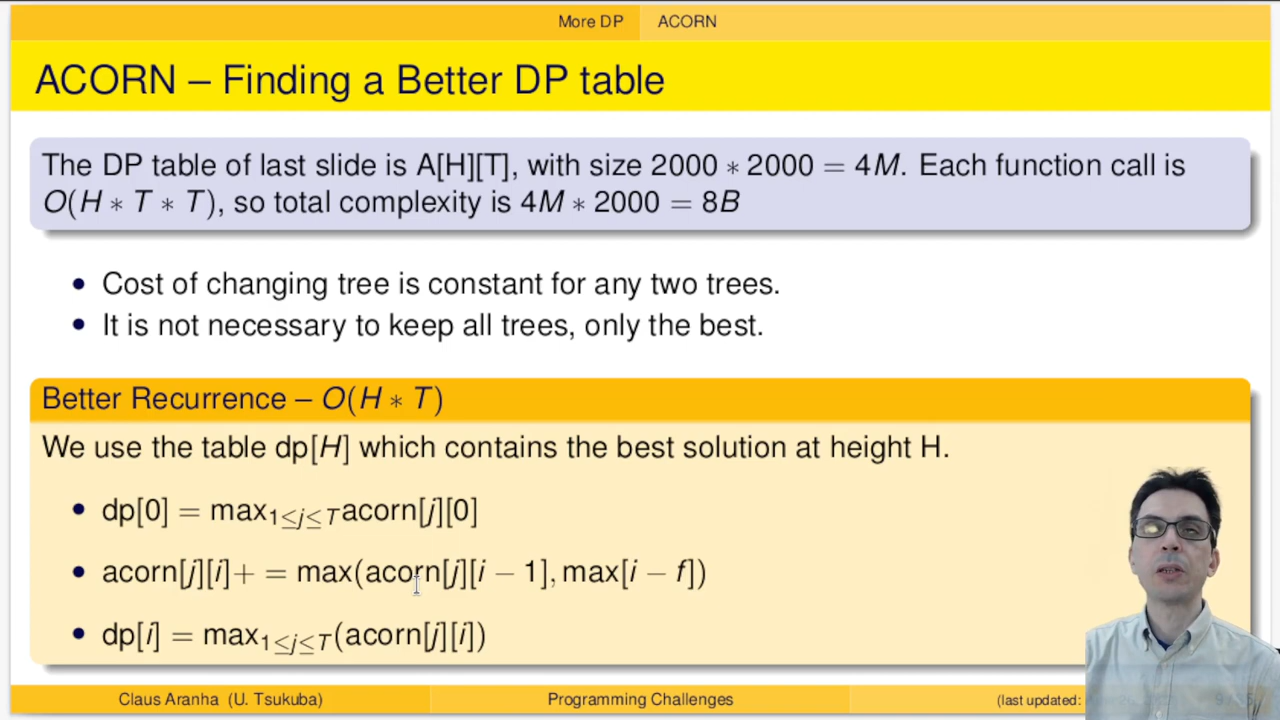 More DP ACORN
ACORN – Finding a Better DP table
The DP table of last slide is A[H][T], with size 2000 ∗ 2000 = 4M. Each function call is
O(H ∗ T ∗ T), so total complexity is 4M ∗ 2000 = 8B
• Cost of changing tree is constant for any two trees.
• It is not necessary to keep all trees, only the best.
Better Recurrence – O(H ∗ T)
We use the table dp[H] which contains the best solution at height H.
• dp[0] = max₁≤j≤T acorn[j][0]
• acorn[j][i]+ = max(acorn[j][i − 1], max[i − f])
• dp[i] = max₁≤j≤T(acorn[j][i])
Claus Aranha (U. Tsukuba) Programming Challenges (last updated: